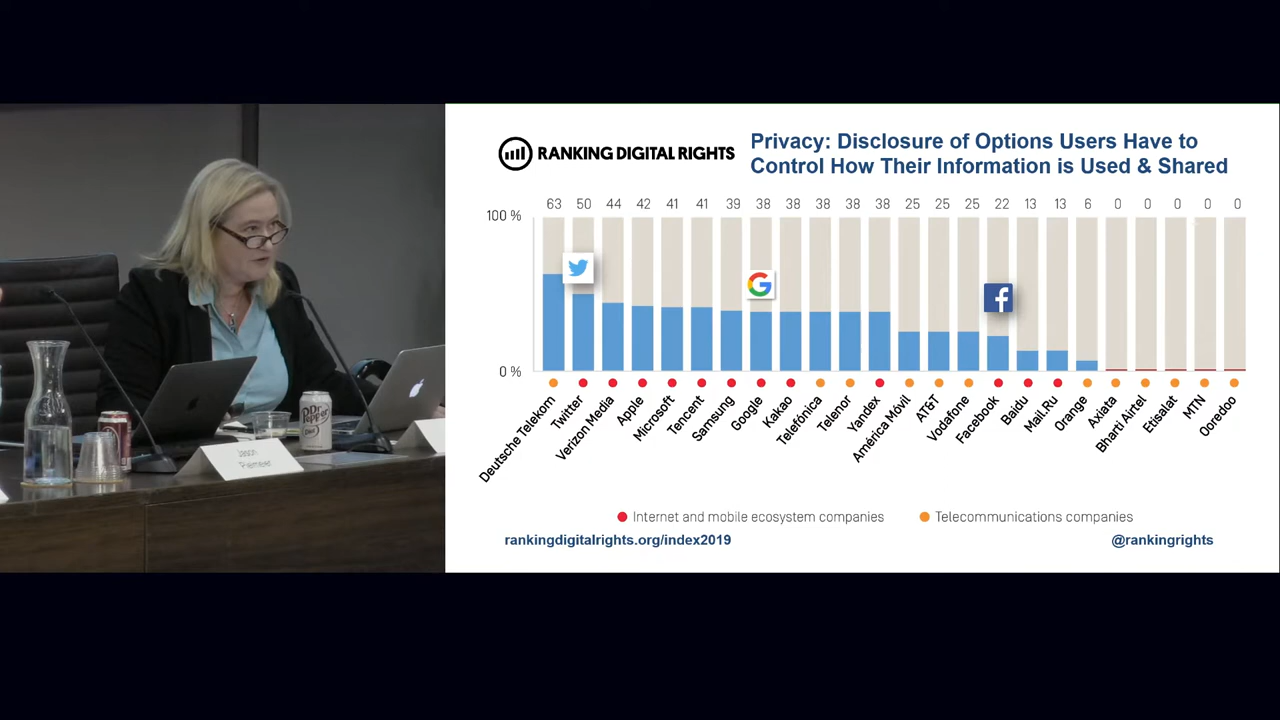 RANKING DIGITAL RIGHTS
Privacy: Disclosure of Options Users Have to
Control How Their Information is Used & Shared
63 50 44 42 41 41 39 38 38 38 38 38 25 25 25 22 13 13 6 0 0 0 0 0
100 %
0 %
Deutsche Telekom
Twitter
Verizon Media
Apple
Microsoft
Tencent
Samsung
Google
Kakao
Telefónica
Telenor
Yandex
América Móvil
AT&T
Vodafone
Facebook
Baidu
Mail.Ru
Orange
Axiata
Bharti Airtel
Etisalat
MTN
Ooredoo
Internet and mobile ecosystem companies
Telecommunications companies
rankingdigitalrights.org/index2019
@rankingrights
Dr Pepper
Jason